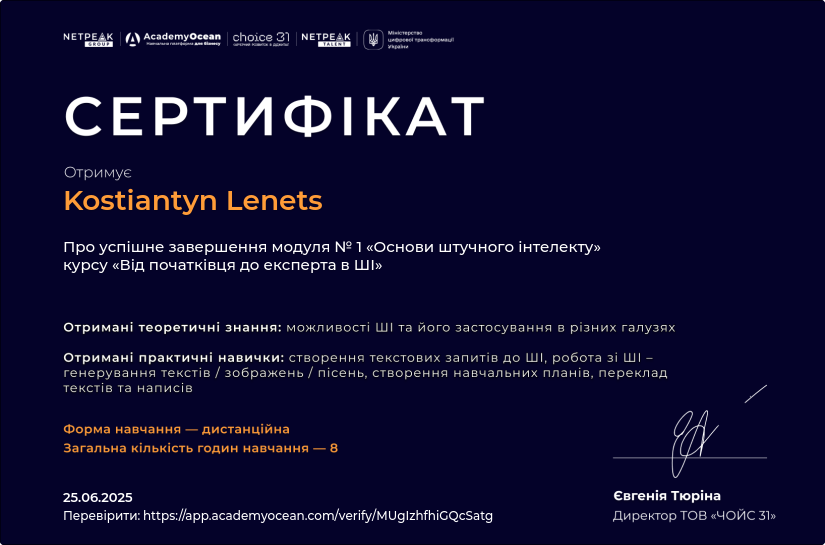 NETPEAK GROUP
AcademyOcean
Навчальна платформа для бізнесу
choice 31
NETPEAK TALENT
Міністерство
цифрової трансформації
України
СЕРТИФІКАТ
Отримує
Kostiantyn Lenets
Про успішне завершення модуля № 1 «Основи штучного інтелекту»
курсу «Від початківця до експерта в ШІ»
Отримані теоретичні знання: можливості ШІ та його застосування в різних галузях
Отримані практичні навички: створення текстових запитів до ШІ, робота зі ШІ –
генерування текстів / зображень / пісень, створення навчальних планів, переклад
текстів та написів
Форма навчання — дистанційна
Загальна кількість годин навчання — 8
25.06.2025
Перевірити: https://app.academyocean.com/verify/MUgIzhfhiGQcSatg
Євгенія Тюріна
Директор ТОВ «ЧОЙС 31»